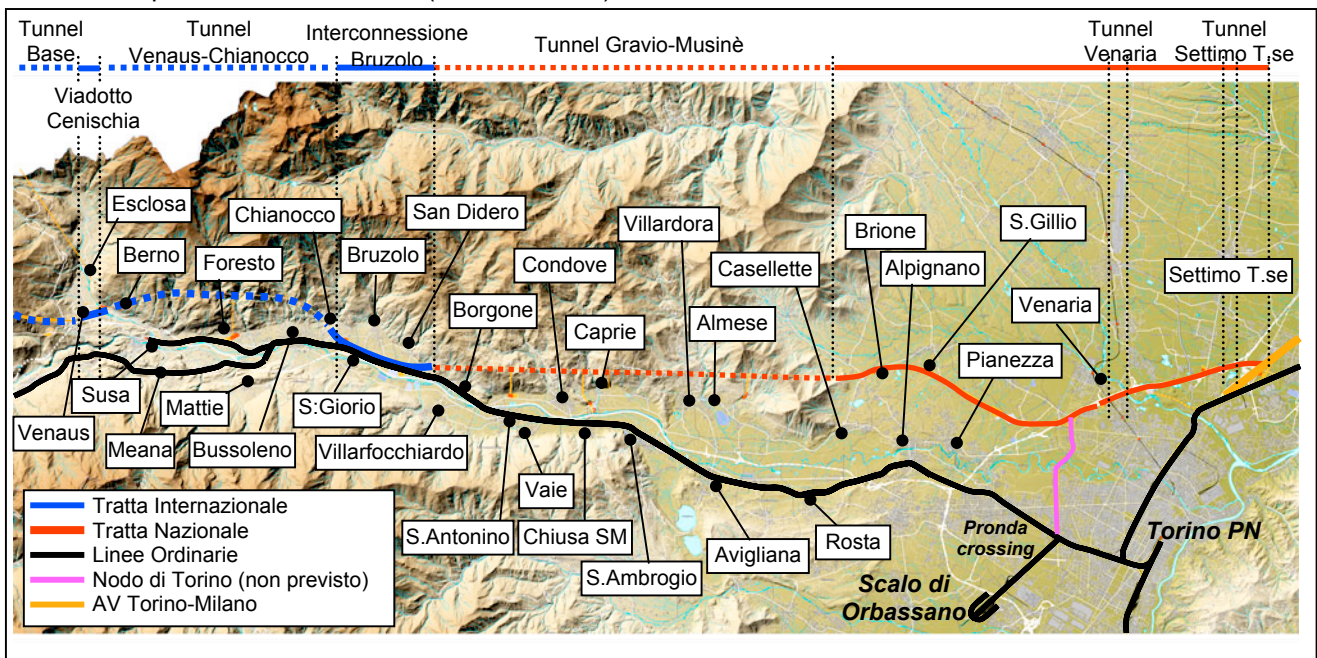 Tunnel
Base
Tunnel
Venaus-Chianocco
Interconnessione
Bruzolo
Tunnel Gravio-Musinè
Tunnel
Venaria
Tunnel
Settimo T.se
Viadotto
Cenischia
Esclosa
Berno
Foresto
Chianocco
Bruzolo
San Didero
Borgone
Condove
Caprie
Villardora
Almese
Casellette
Brione
Alpignano
S.Gillio
Pianezza
Venaria
Settimo T.se
Venaus
Susa
Meana
Mattie
Bussoleno
S:Giorio
Villarfocchiardo
S.Antonino
Vaie
Chiusa SM
S.Ambrogio
Avigliana
Rosta
Pronda
crossing
Scalo di
Orbassano
Torino PN
Tratta Internazionale
Tratta Nazionale
Linee Ordinarie
Nodo di Torino (non previsto)
AV Torino-Milano